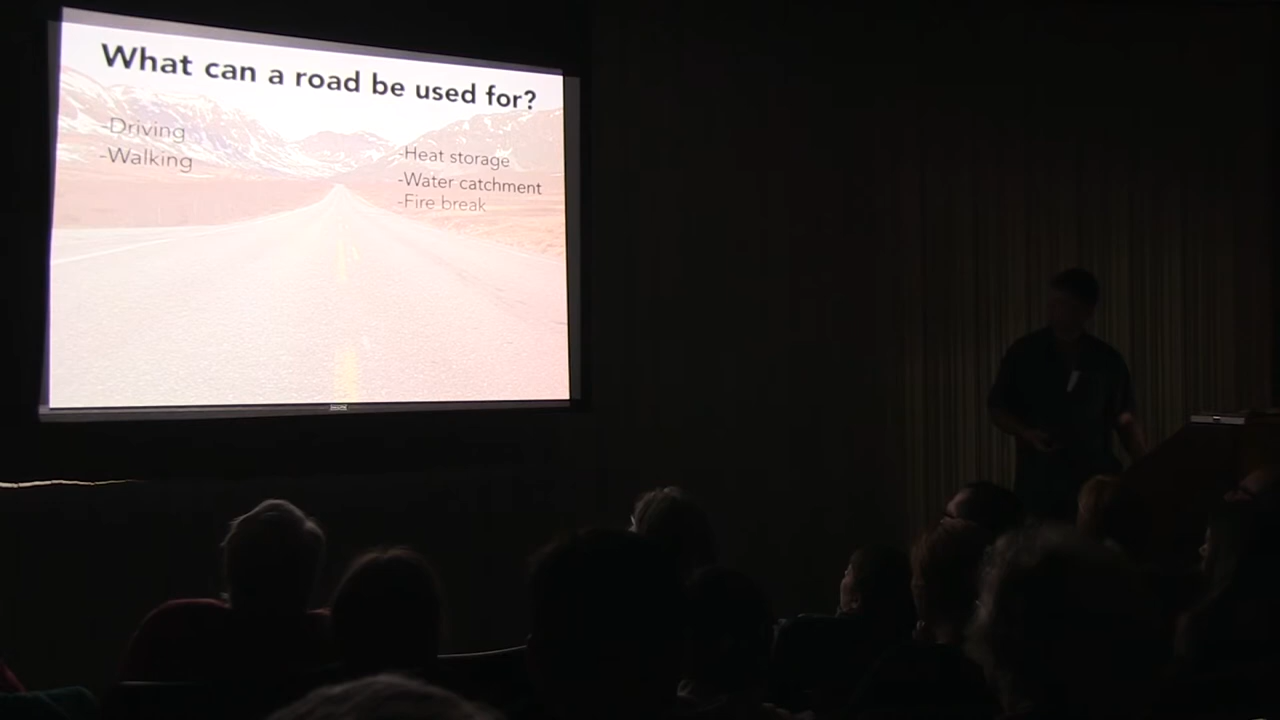 What can a road be used for?
-Driving
-Walking
-Heat storage
-Water catchment
-Fire break